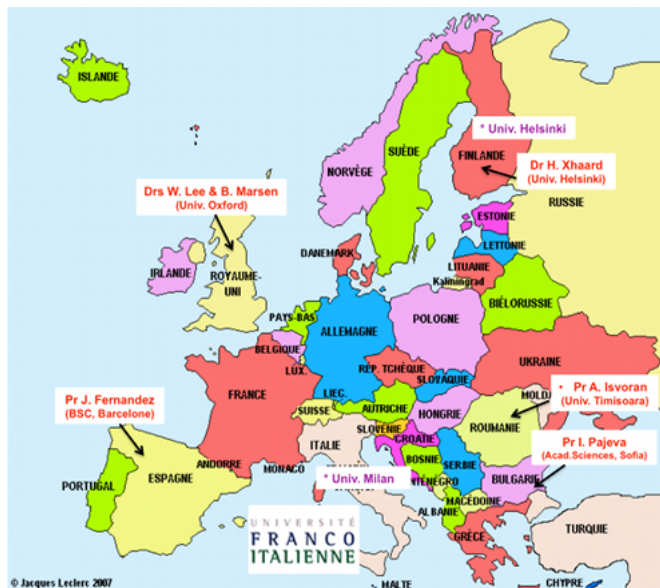 ISLANDE
* Univ. Helsinki
SUÈDE
FINLANDE
NORVÈGE
Dr H. Xhaard
(Univ. Helsinki)
Drs W. Lee & B. Marsen
(Univ. Oxford)
RUSSIE
ESTONIE
LETTONIE
DANEMARK
LITUANIE
IRLANDE
ROYAUME-
UNI
Kaliningrad
BIÉLORUSSIE
PAYS-BAS
ALLEMAGNE
POLOGNE
BELGIQUE
LUX.
RÉP. TCHÈQUE
UKRAINE
SLOVAQUIE
Pr J. Fernandez
(BSC, Barcelone)
FRANCE
LIEC.
AUTRICHE
SUISSE
HONGRIE
• Pr A. Isvoran
(Univ. Timisoara)
ROUMANIE
SLOVÉNIE
ITALIE
CROATIE
BOSNIE
SERBIE
Pr I. Pajeva
(Acad.Sciences, Sofia)
ANDORRE
MONACO
PORTUGAL
ESPAGNE
* Univ. Milan
BULGARIE
MACÉDOINE
ALBANIE
UNIVERSITÉ
FRANCO
ITALIENNE
GRÈCE
TURQUIE
MALTE
CHYPRE
© Jacques Leclerc 2007